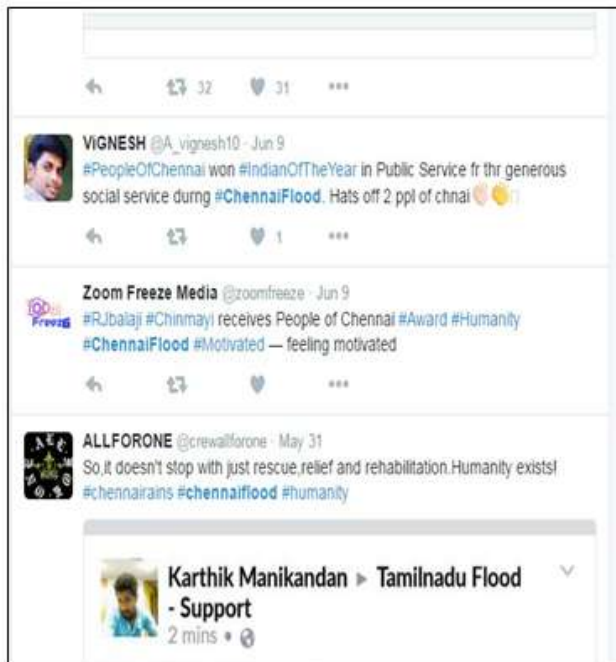 32 31
ViGNESH @A_vignesh10 · Jun 9
#PeopleOfChennai won #IndianOfTheYear in Public Service fr thr generous
social service durng #ChennaiFlood. Hats off 2 ppl of chnai
1
Zoom Freeze Media @zoomfreeze · Jun 9
#RJbalaji #Chinmayi receives People of Chennai #Award #Humanity
#ChennaiFlood #Motivated — feeling motivated
ALLFORONE @crewallforone · May 31
So,it doesn't stop with just rescue,relief and rehabilitation.Humanity exists!
#chennairains #chennaiflood #humanity
Karthik Manikandan ▸ Tamilnadu Flood
- Support
2 mins •